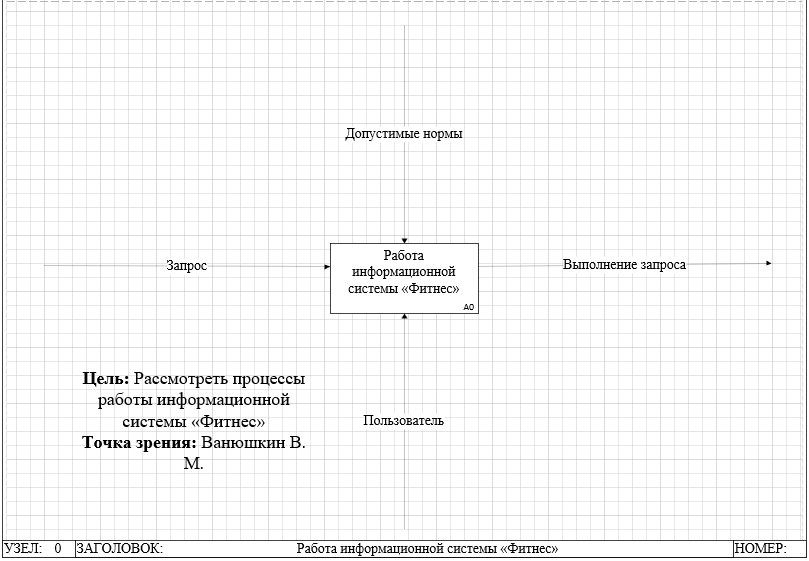 Допустимые нормы
Работа
информационной
системы «Фитнес»
A0
Запрос
Выполнение запроса
Цель: Рассмотреть процессы
работы информационной
системы «Фитнес»
Точка зрения: Ванюшкин В.
М.
Пользователь
УЗЕЛ: 0 ЗАГОЛОВОК: Работа информационной системы «Фитнес» НОМЕР: